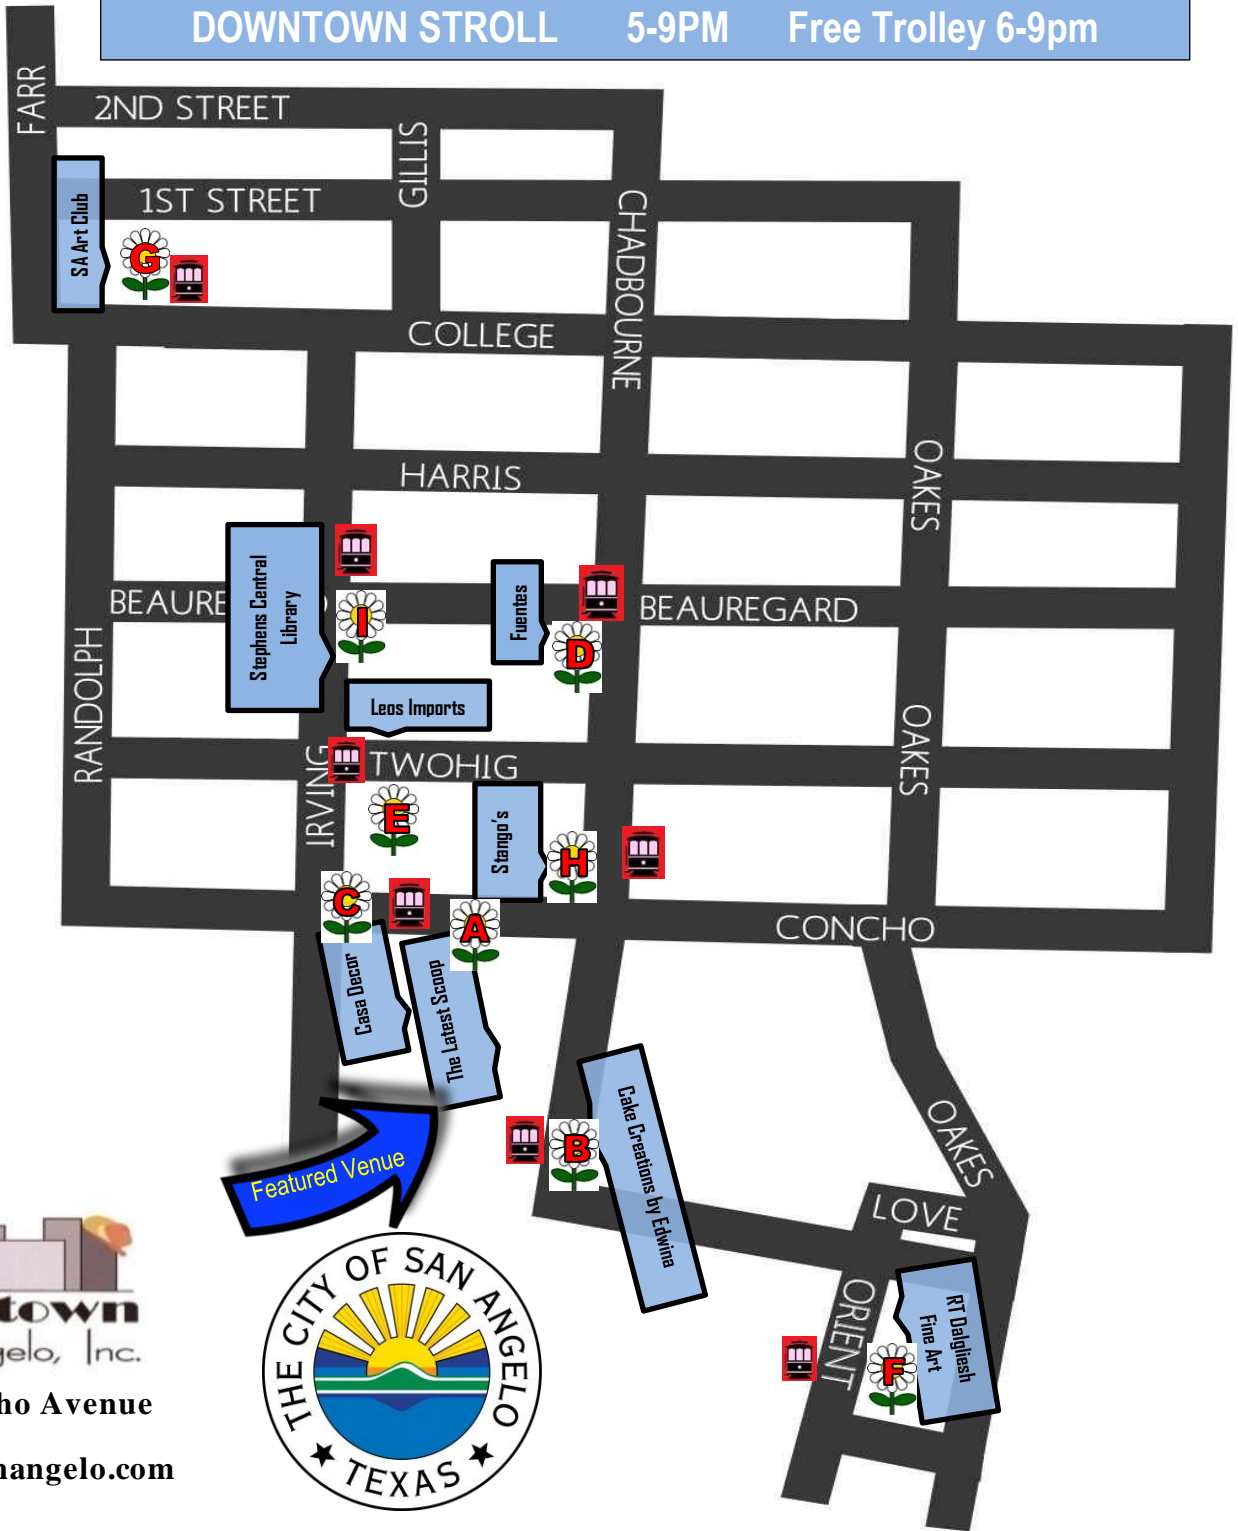 DOWNTOWN STROLL 5-9PM Free Trolley 6-9pm
FARR
2ND STREET
GILLIS
1ST STREET
SA Art Club
G
CHADBOURNE
COLLEGE
HARRIS
OAKES
Stephens Central
Library
Fuentes
BEAURE
BEAUREGARD
I
D
RANDOLPH
Leos Imports
OAKES
IRVING
TWOHIG
E
Stango's
H
C
A
CONCHO
Casa Decor
The Latest Scoop
Featured Venue
B
Cake Creations by Edwina
OAKES
LOVE
ORIENT
RT Dalgliesh
Fine Art
F
THE CITY OF SAN ANGELO
TEXAS
town
gelo, Inc.
ho Avenue
nangelo.com